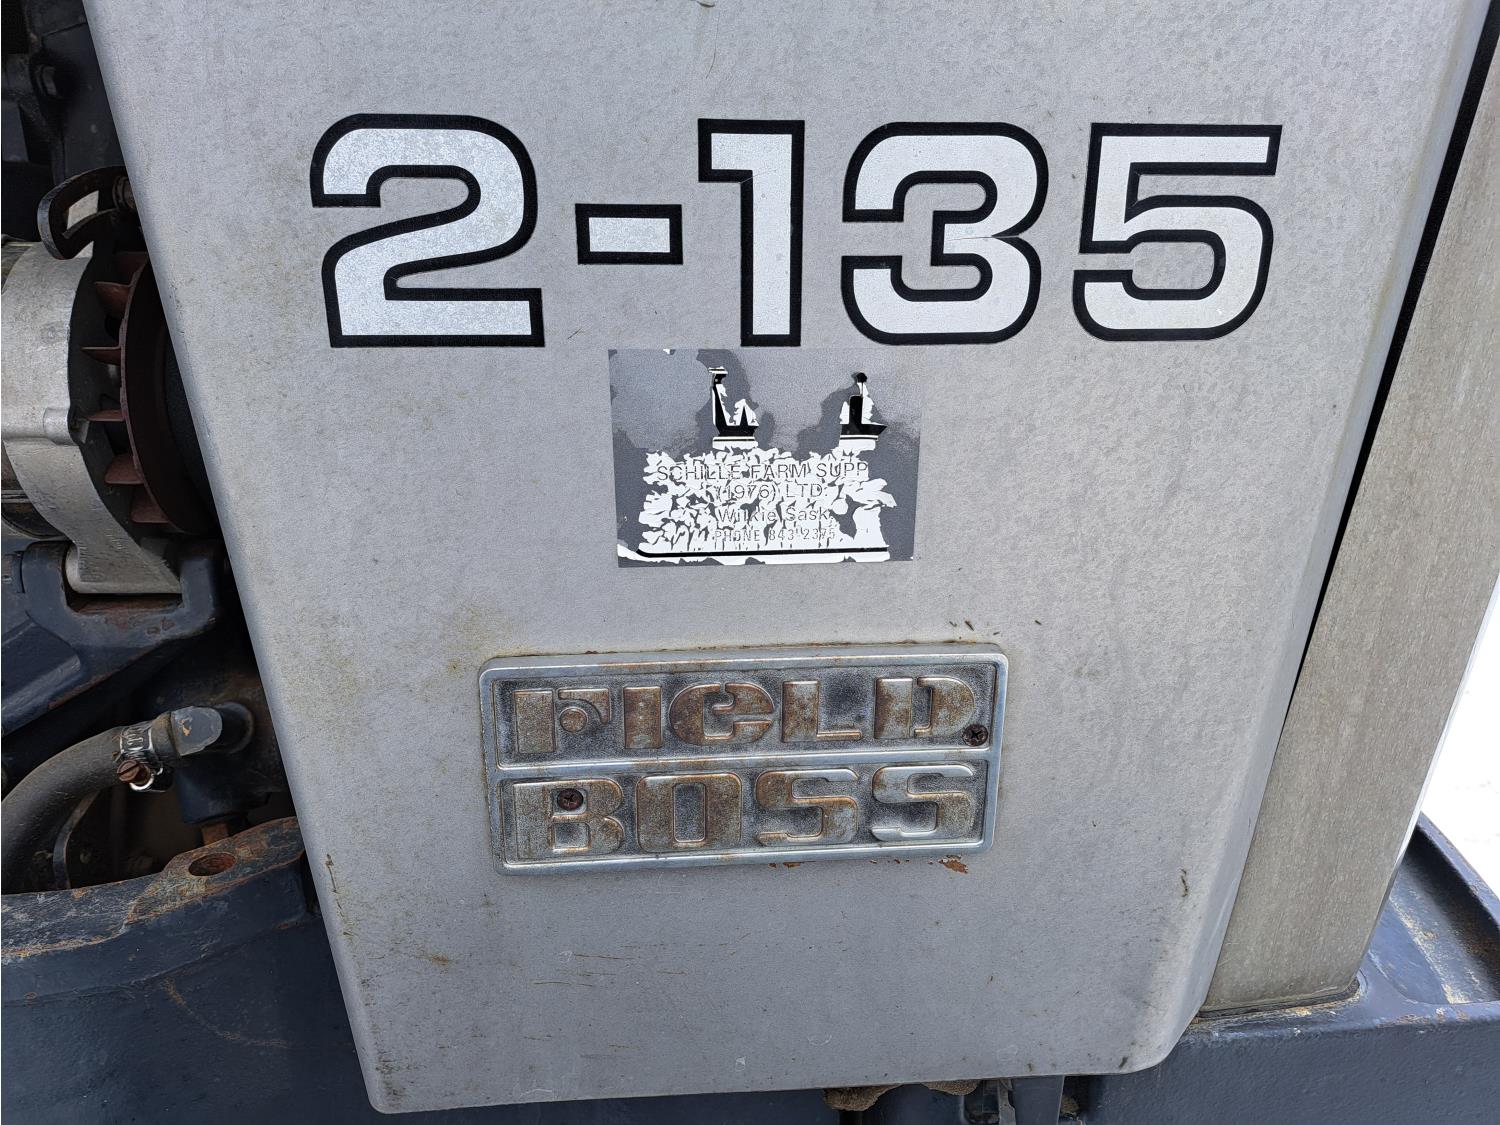 2-135
SCHILLE FARM SUPP
(1976) LTD.
Wilkie Sask
PHONE 843-2375
FIELD
BOSS